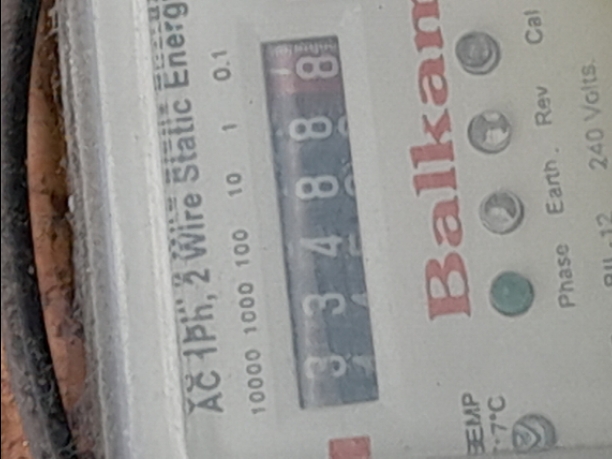 AC 1Ph, 2 Wire Static Energ
10000 1000 100 10 1 0.1
3 3 4 8 8 8
Balkan
Phase Earth. Rev Cal
240 Volts.